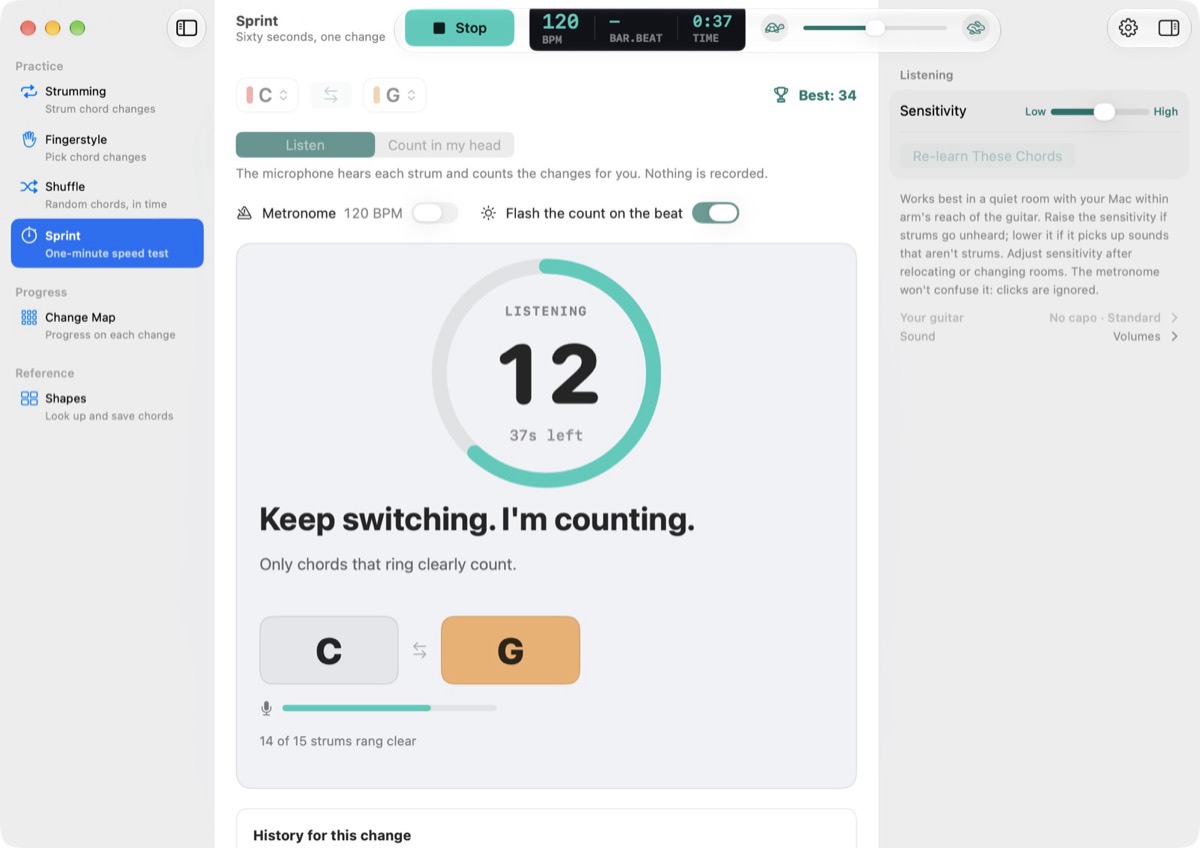 Practice
Strumming
Strum chord changes
Fingerstyle
Pick chord changes
Shuffle
Random chords, in time
Sprint
One-minute speed test
Progress
Change Map
Progress on each change
Reference
Shapes
Look up and save chords
Sprint
Sixty seconds, one change
Stop
120
BPM
–
BAR.BEAT
0:37
TIME
C
G
Best: 34
Listen
Count in my head
The microphone hears each strum and counts the changes for you. Nothing is recorded.
Metronome 120 BPM
Flash the count on the beat
LISTENING
12
37s left
Keep switching. I'm counting.
Only chords that ring clearly count.
C
G
14 of 15 strums rang clear
History for this change
Listening
Sensitivity
Low
High
Re-learn These Chords
Works best in a quiet room with your Mac within
arm's reach of the guitar. Raise the sensitivity if
strums go unheard; lower it if it picks up sounds
that aren't strums. Adjust sensitivity after
relocating or changing rooms. The metronome
won't confuse it: clicks are ignored.
Your guitar
No capo · Standard
Sound
Volumes